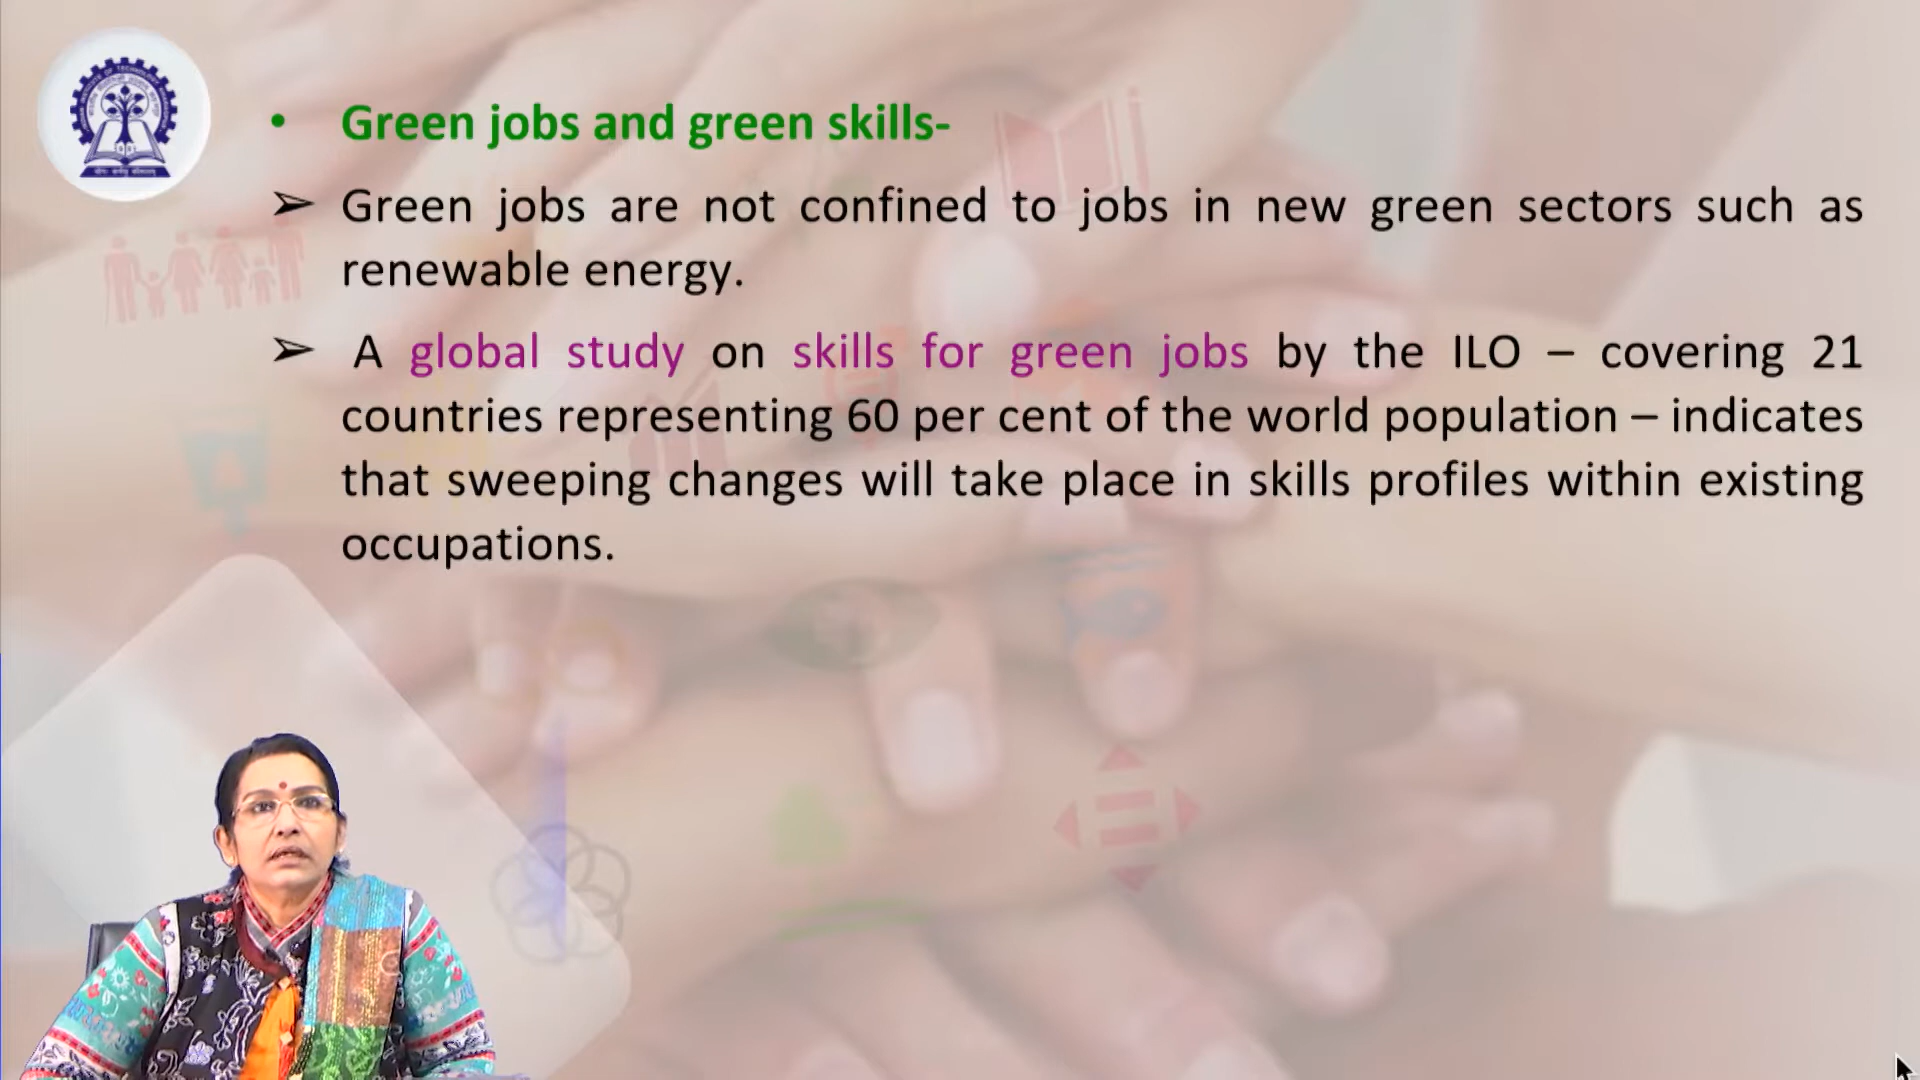 • Green jobs and green skills-
➢ Green jobs are not confined to jobs in new green sectors such as
renewable energy.
➢ A global study on skills for green jobs by the ILO – covering 21
countries representing 60 per cent of the world population – indicates
that sweeping changes will take place in skills profiles within existing
occupations.